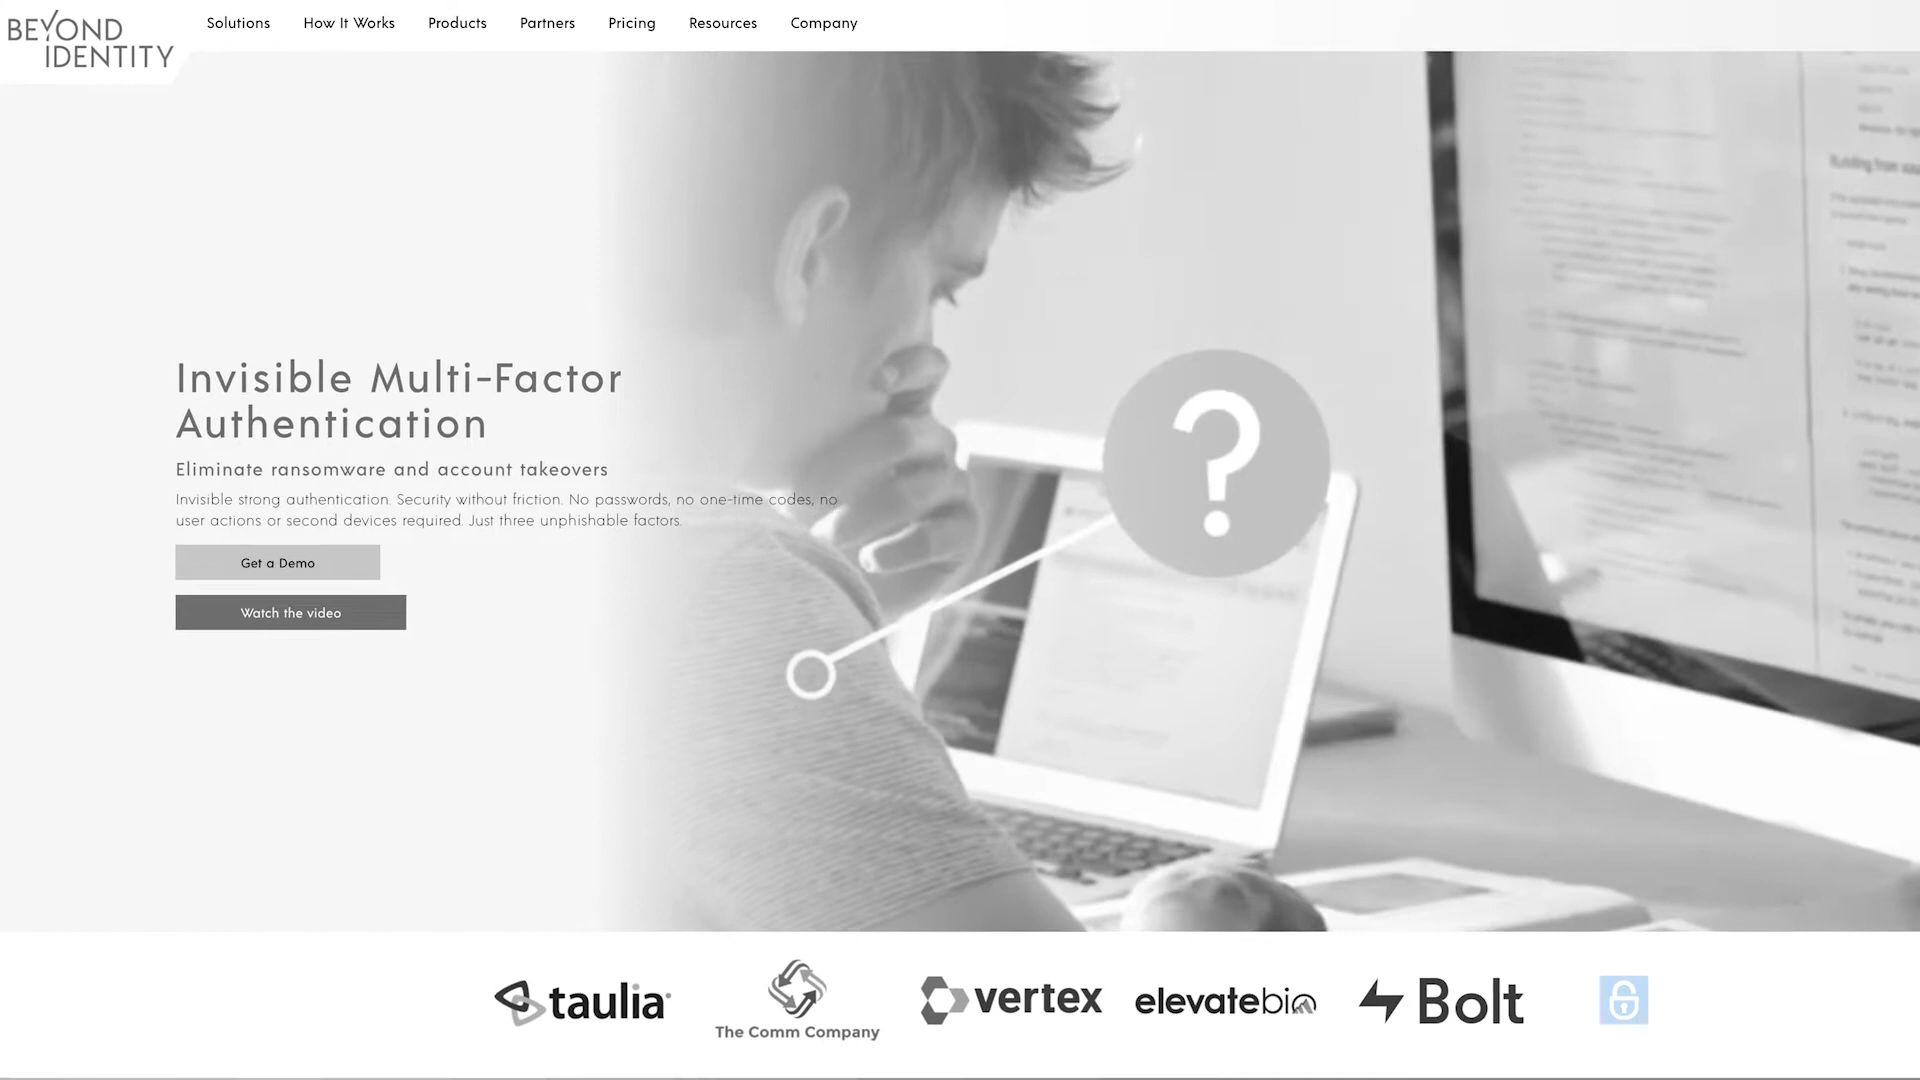 BEYOND
IDENTITY
Solutions
How It Works
Products
Partners
Pricing
Resources
Company
Invisible Multi-Factor
Authentication
Eliminate ransomware and account takeovers
Invisible strong authentication. Security without friction. No passwords, no one-time codes, no
user actions or second devices required. Just three unphishable factors.
Get a Demo
Watch the video
?
taulia
The Comm Company
vertex
elevatebio
Bolt